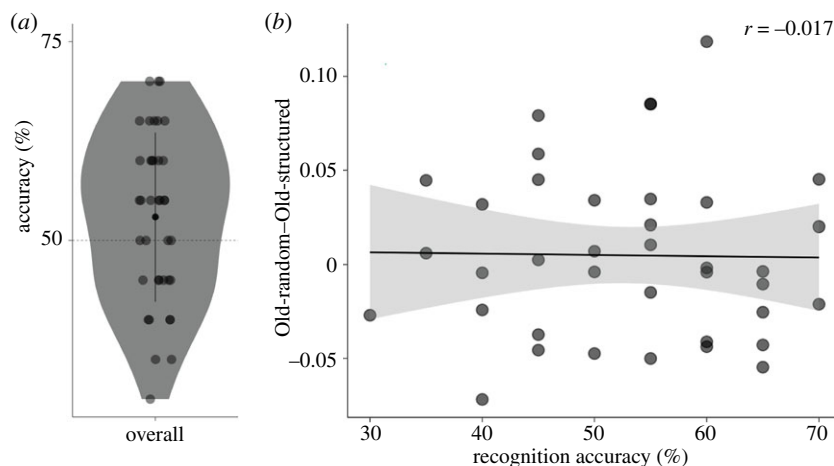 (a)
75
50
accuracy (%)
overall
(b)
r = –0.017
0.10
0.05
0
–0.05
Old-random–Old-structured
30 40 50 60 70
recognition accuracy (%)